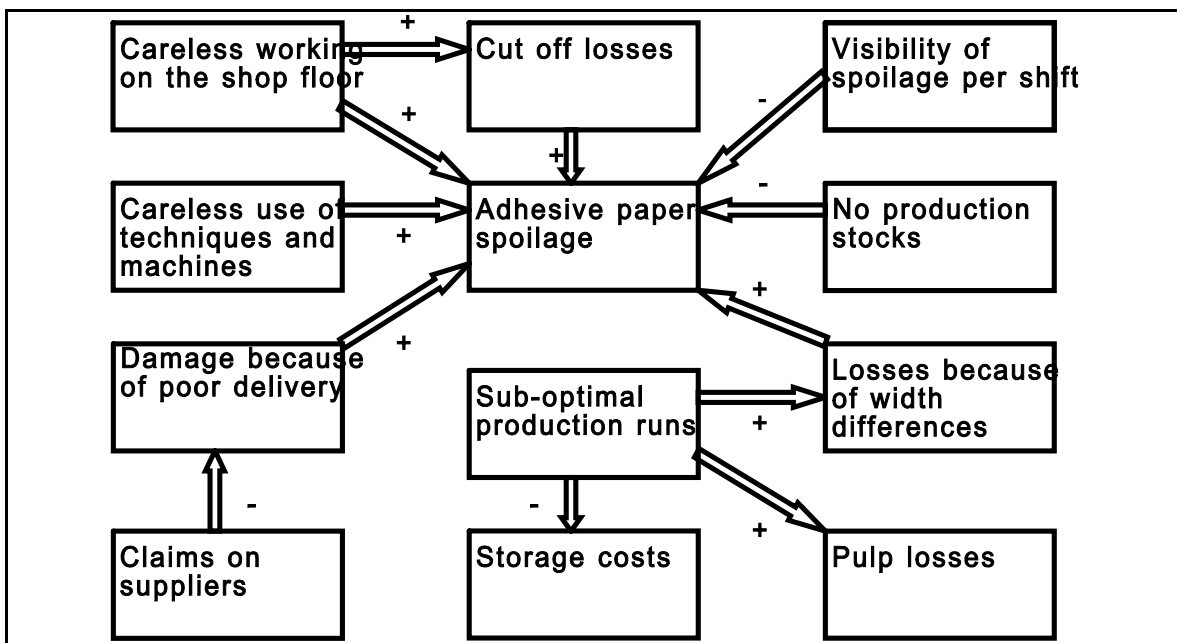 Careless working
on the shop floor
+
Cut off losses
Visibility of
spoilage per shift
+
+
-
Careless use of
techniques and
machines
+
Adhesive paper
spoilage
-
No production
stocks
Damage because
of poor delivery
+
Sub-optimal
production runs
+
+
Losses because
of width
differences
Claims on
suppliers
-
-
Storage costs
+
Pulp losses